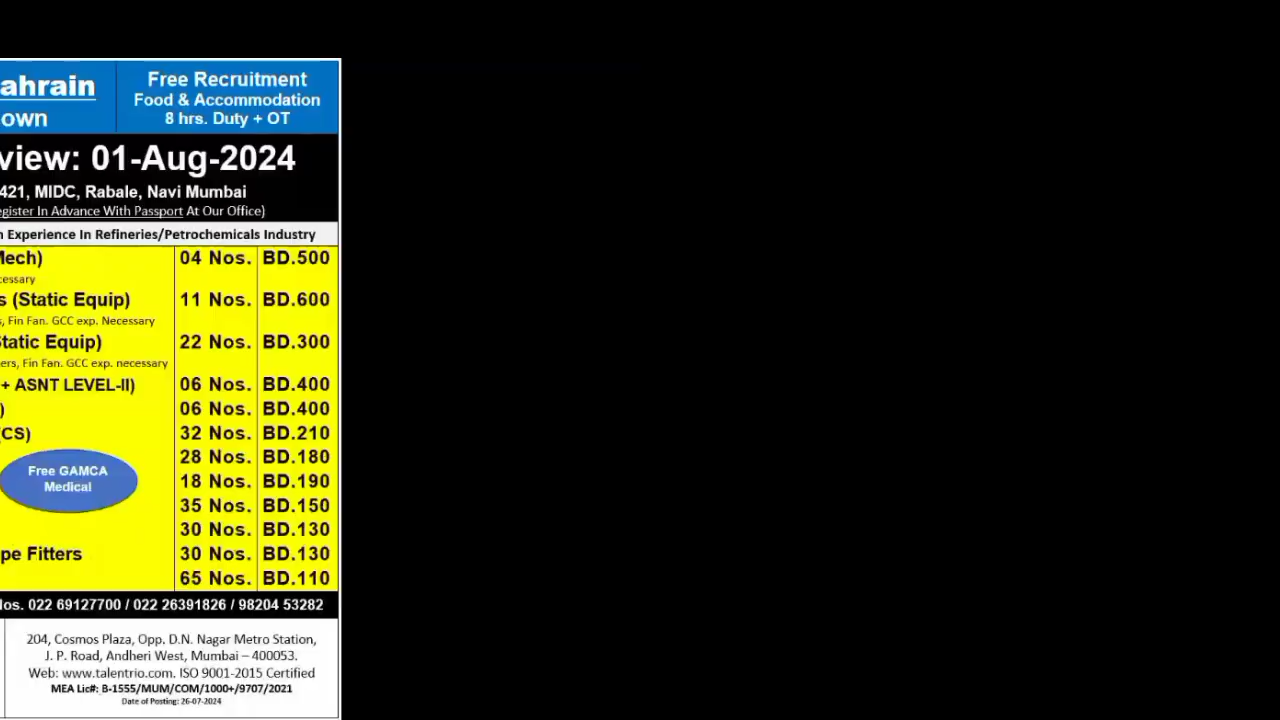 ahrain
own
Free Recruitment
Food & Accommodation
8 hrs. Duty + OT
view: 01-Aug-2024
421, MIDC, Rabale, Navi Mumbai
egister In Advance With Passport At Our Office)
n Experience In Refineries/Petrochemicals Industry
Mech) 04 Nos. BD.500
cessary
s (Static Equip) 11 Nos. BD.600
s, Fin Fan. GCC exp. Necessary
Static Equip) 22 Nos. BD.300
ers, Fin Fan. GCC exp. necessary
+ ASNT LEVEL-II) 06 Nos. BD.400
) 06 Nos. BD.400
(CS) 32 Nos. BD.210
28 Nos. BD.180
Free GAMCA
Medical
18 Nos. BD.190
35 Nos. BD.150
30 Nos. BD.130
pe Fitters 30 Nos. BD.130
65 Nos. BD.110
Nos. 022 69127700 / 022 26391826 / 98204 53282
204, Cosmos Plaza, Opp. D.N. Nagar Metro Station,
J. P. Road, Andheri West, Mumbai – 400053.
Web: www.talentrio.com. ISO 9001-2015 Certified
MEA Lic#: B-1555/MUM/COM/1000+/9707/2021
Date of Posting: 26-07-2024